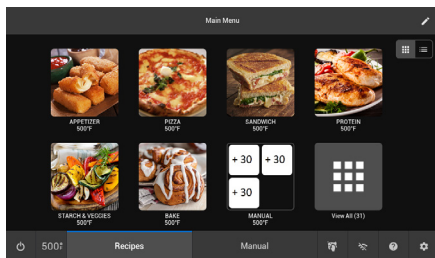 Main Menu
APPETIZER
500°F
PIZZA
500°F
SANDWICH
500°F
PROTEIN
500°F
STARCH & VEGGIES
500°F
BAKE
500°F
+ 30 + 30
+ 30
MANUAL
500°F
View All (31)
500°F Recipes Manual